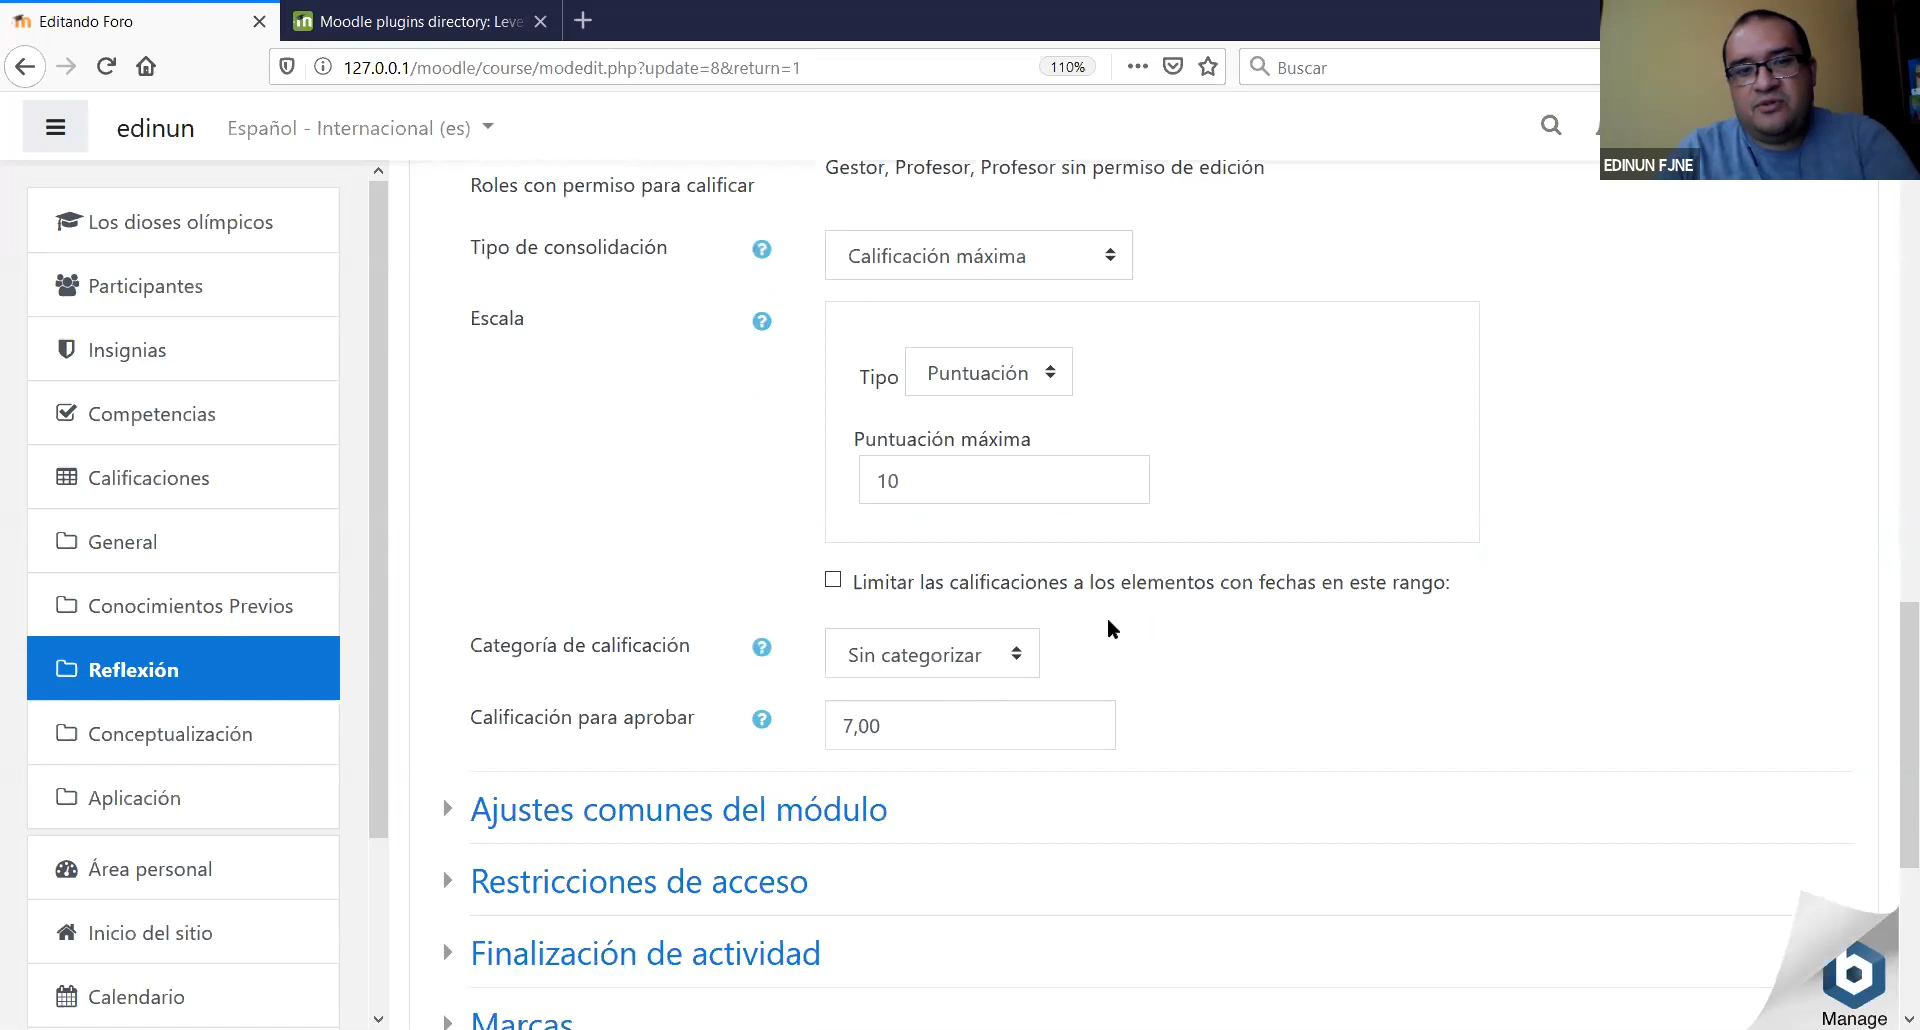 Editando Foro
Moodle plugins directory: Leve
127.0.0.1/moodle/course/modedit.php?update=8&return=1
110%
Buscar
edinun
Español - Internacional (es)
EDINUN FJNE
Los dioses olímpicos
Participantes
Insignias
Competencias
Calificaciones
General
Conocimientos Previos
Reflexión
Conceptualización
Aplicación
Área personal
Inicio del sitio
Calendario
Gestor, Profesor, Profesor sin permiso de edición
Roles con permiso para calificar
Tipo de consolidación
Calificación máxima
Escala
Tipo
Puntuación
Puntuación máxima
10
Limitar las calificaciones a los elementos con fechas en este rango:
Categoría de calificación
Sin categorizar
Calificación para aprobar
7,00
Ajustes comunes del módulo
Restricciones de acceso
Finalización de actividad
Marcas
Manage